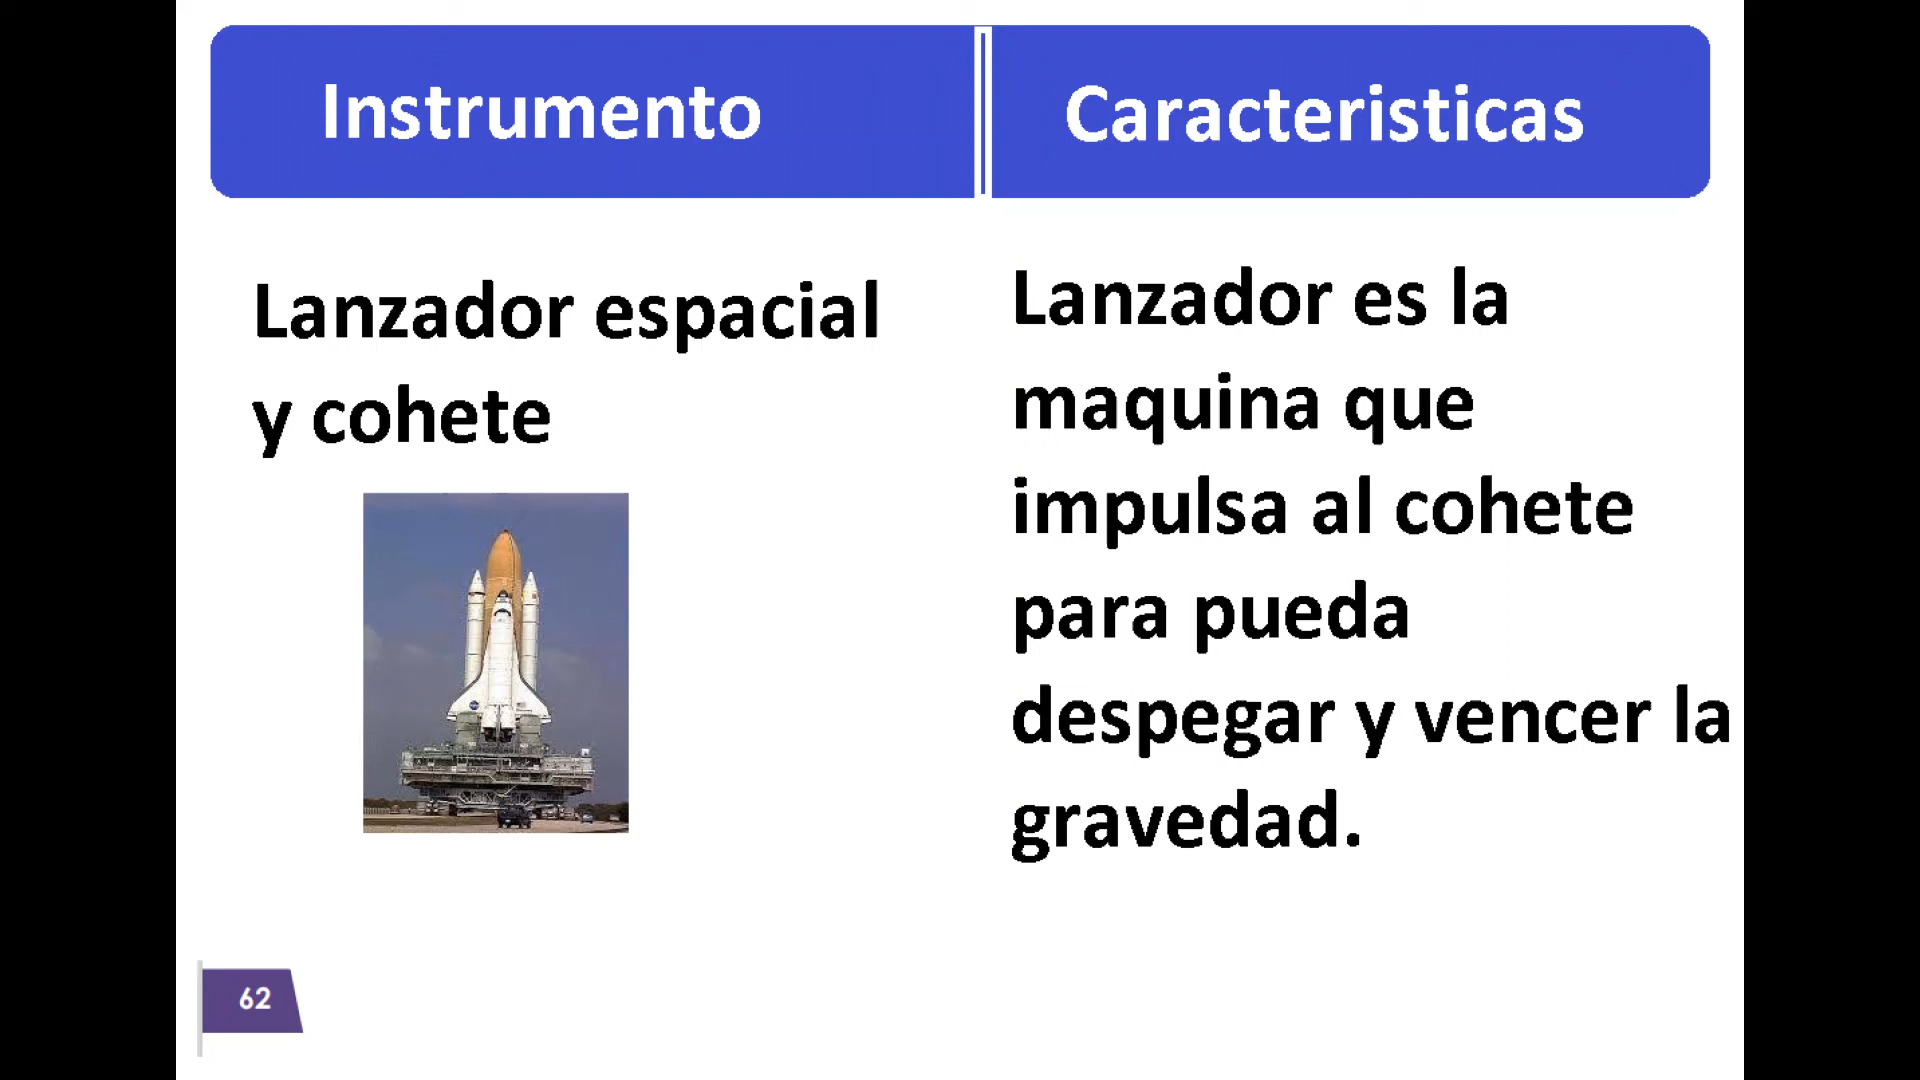 Instrumento
Caracteristicas
Lanzador espacial
y cohete
Lanzador es la
maquina que
impulsa al cohete
para pueda
despegar y vencer la
gravedad.
62